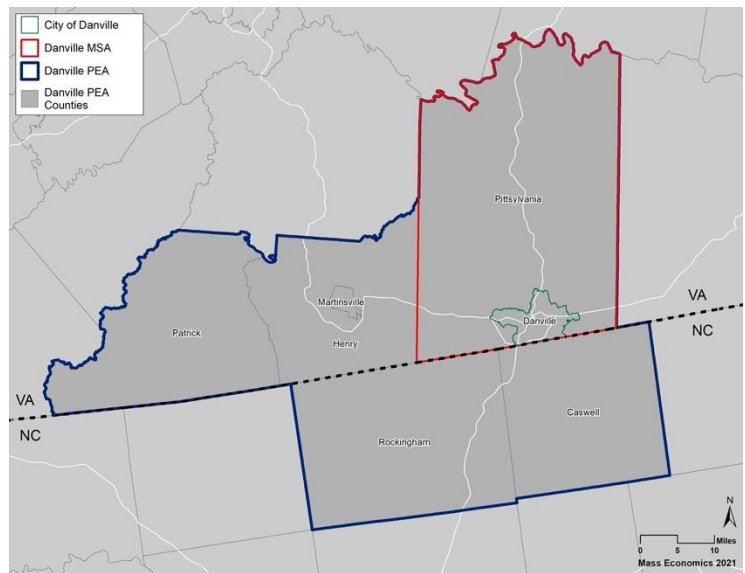 City of Danville
Danville MSA
Danville PEA
Danville PEA
Counties
Pittsylvania
Martinsville
Danville
Patrick
Henry
VA
NC
VA
NC
Caswell
Rockingham
N
Miles
0 5 10
Mass Economics 2021